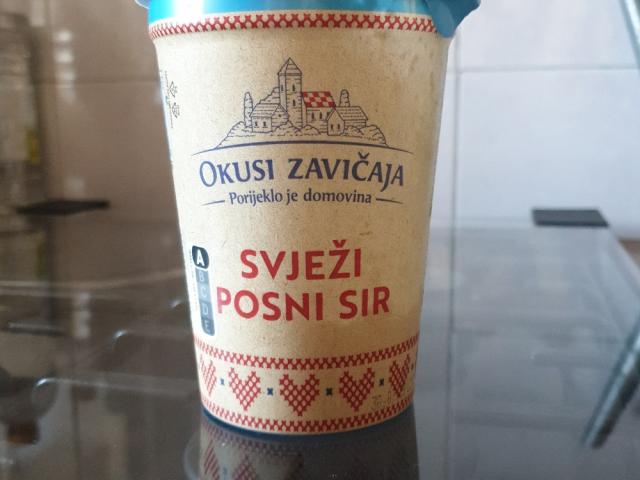 OKUSI ZAVIČAJA
Porijeklo je domovina
A
B
C
D
E
SVJEŽI
POSNI SIR